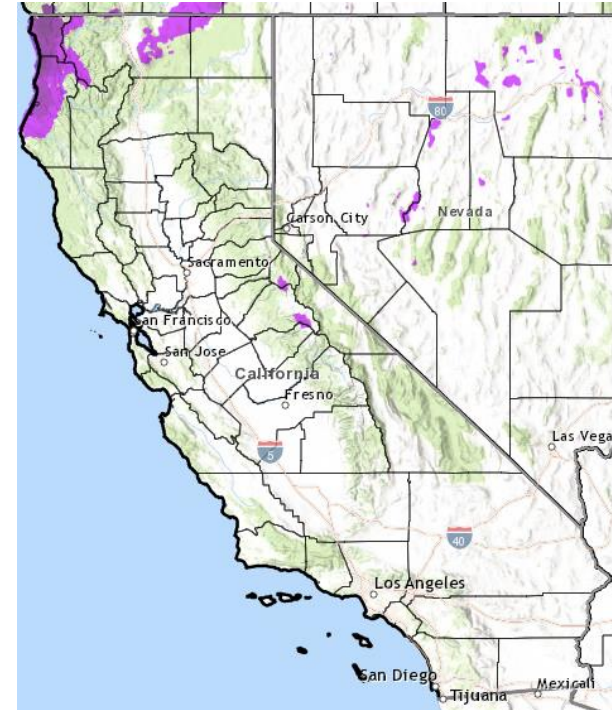 80
Carson City
Nevada
Sacramento
San Francisco
San Jose
California
Fresno
5
Las Vega
40
Los Angeles
San Diego
Mexicali
Tijuana